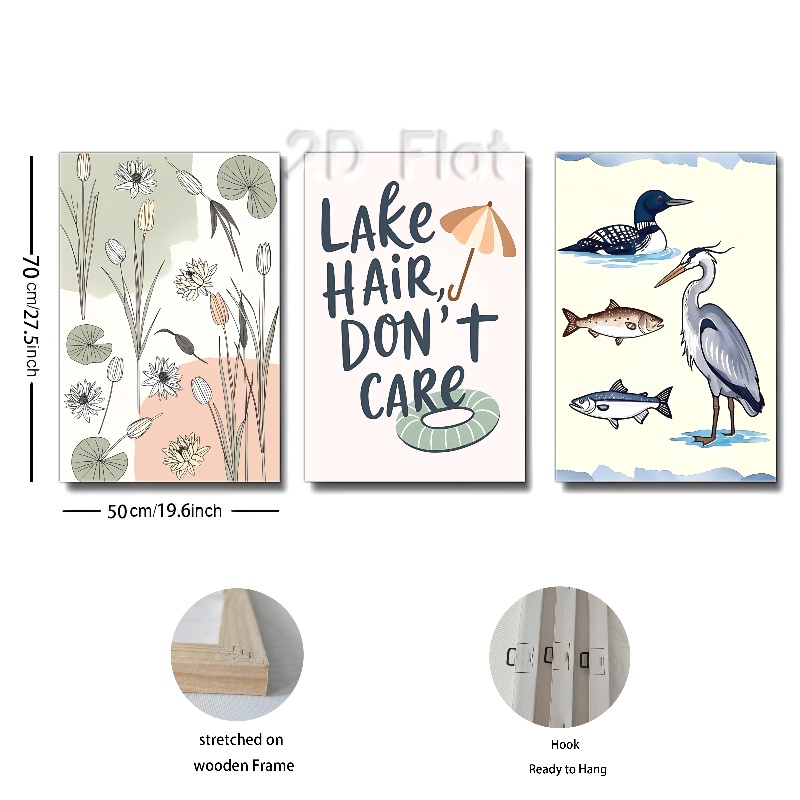 2D Flat
LAKE
HAIR,
DON'T
CARE
70cm/27.5inch
50cm/19.6inch
stretched on
wooden Frame
Hook
Ready to Hang